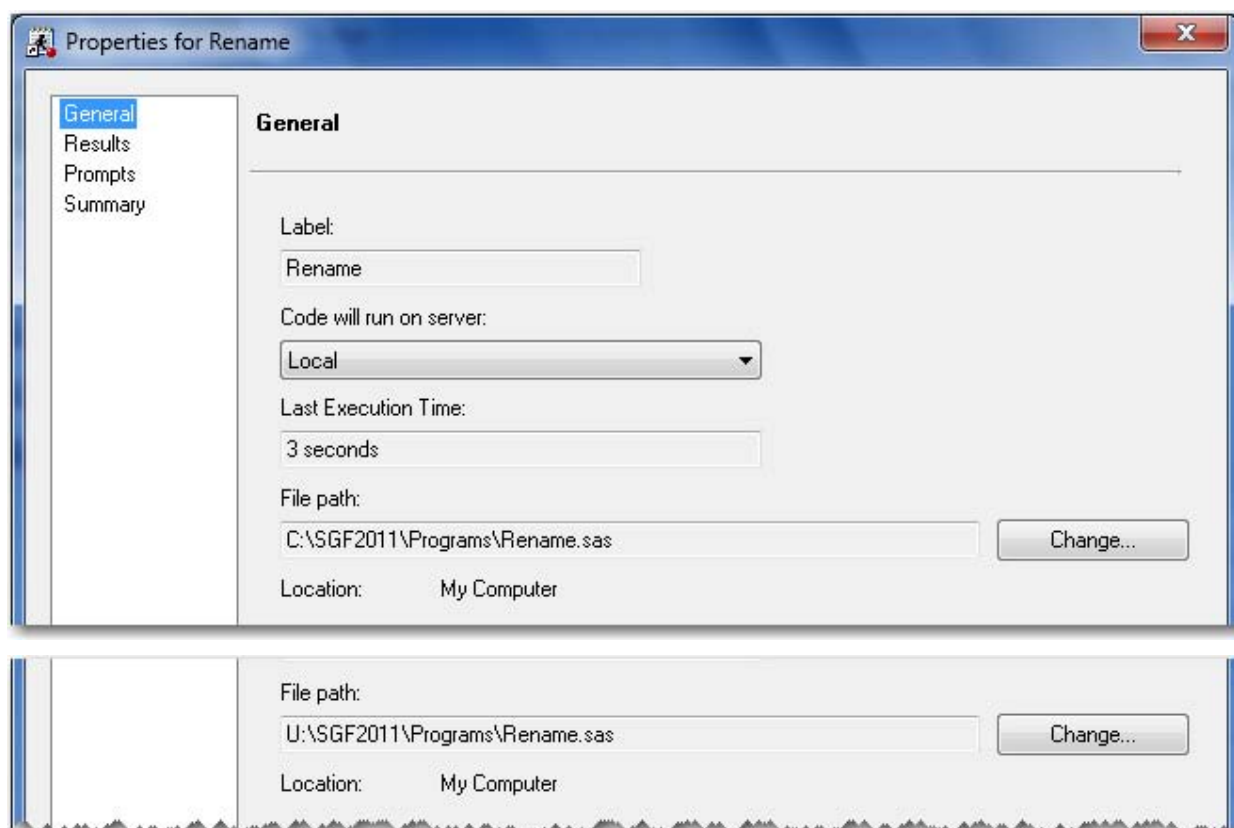 Properties for Rename
General
Results
Prompts
Summary
General
Label:
Rename
Code will run on server:
Local
Last Execution Time:
3 seconds
File path:
C:\SGF2011\Programs\Rename.sas
Change...
Location: My Computer
File path:
U:\SGF2011\Programs\Rename.sas
Change...
Location: My Computer